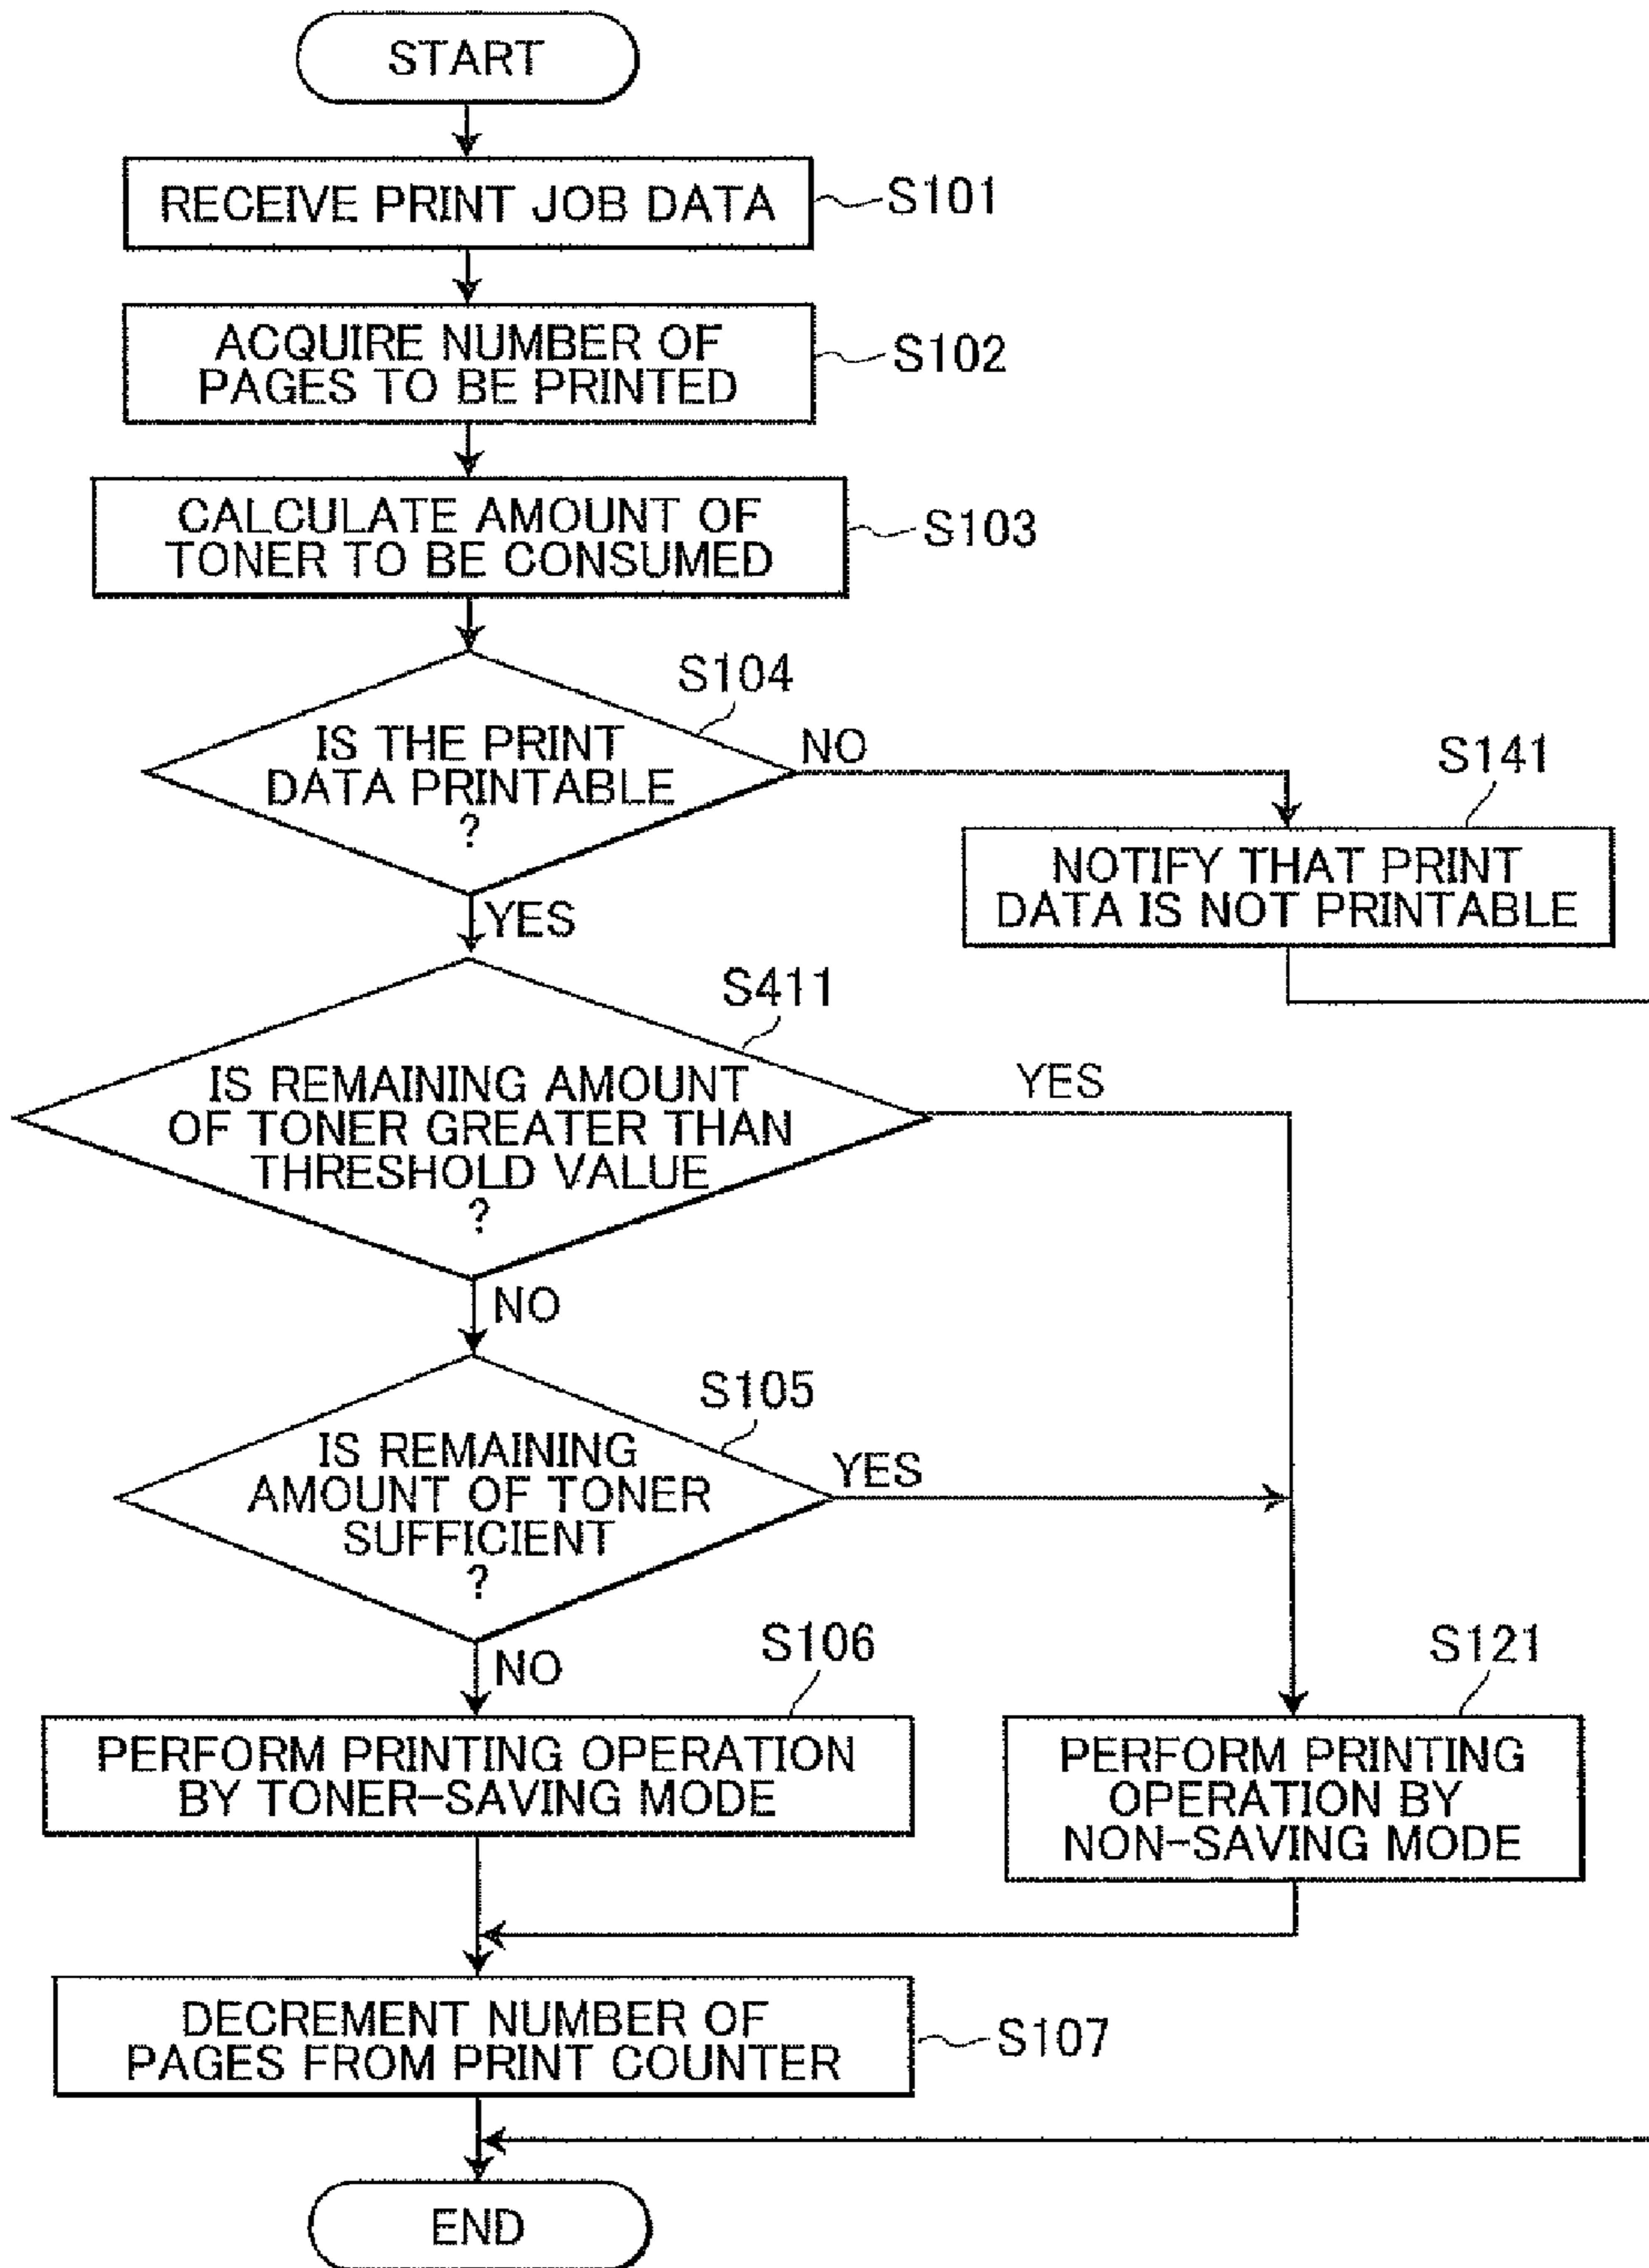 START
RECEIVE PRINT JOB DATA
S101
ACQUIRE NUMBER OF
PAGES TO BE PRINTED
S102
CALCULATE AMOUNT OF
TONER TO BE CONSUMED
S103
S104
IS THE PRINT
DATA PRINTABLE
?
NO
YES
S141
NOTIFY THAT PRINT
DATA IS NOT PRINTABLE
S411
IS REMAINING AMOUNT
OF TONER GREATER THAN
THRESHOLD VALUE
?
YES
NO
S105
IS REMAINING
AMOUNT OF TONER
SUFFICIENT
?
YES
NO
S106
PERFORM PRINTING OPERATION
BY TONER-SAVING MODE
S121
PERFORM PRINTING
OPERATION BY
NON-SAVING MODE
DECREMENT NUMBER OF
PAGES FROM PRINT COUNTER
S107
END